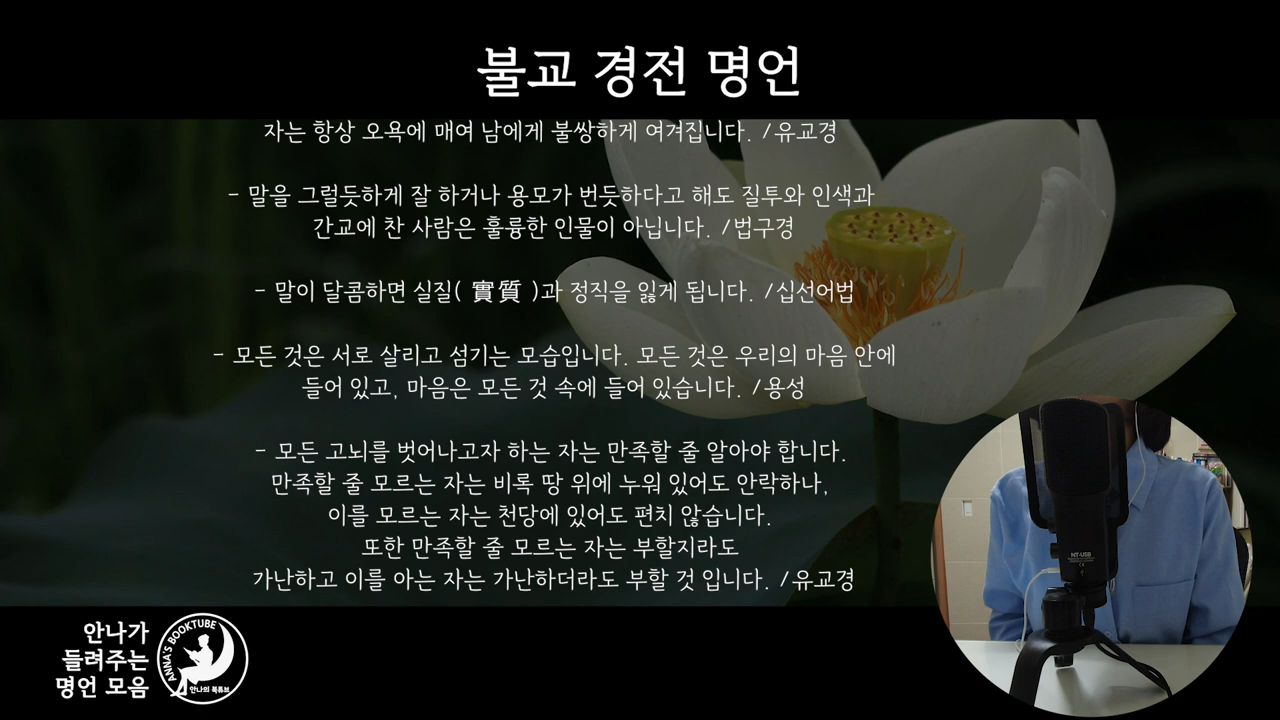 불교 경전 명언
자는 항상 오욕에 매여 남에게 불쌍하게 여겨집니다. /유교경
- 말을 그럴듯하게 잘 하거나 용모가 번듯하다고 해도 질투와 인색과
간교에 찬 사람은 훌륭한 인물이 아닙니다. /법구경
- 말이 달콤하면 실질( 實質 )과 정직을 잃게 됩니다. /십선어법
- 모든 것은 서로 살리고 섬기는 모습입니다. 모든 것은 우리의 마음 안에
들어 있고, 마음은 모든 것 속에 들어 있습니다. /용성
- 모든 고뇌를 벗어나고자 하는 자는 만족할 줄 알아야 합니다.
만족할 줄 모르는 자는 비록 땅 위에 누워 있어도 안락하나,
이를 모르는 자는 천당에 있어도 편치 않습니다.
또한 만족할 줄 모르는 자는 부할지라도
가난하고 이를 아는 자는 가난하더라도 부할 것 입니다. /유교경
안나가
들려주는
명언 모음
ANNA'S BOOKTUBE
안나의 북튜브
NT-USB